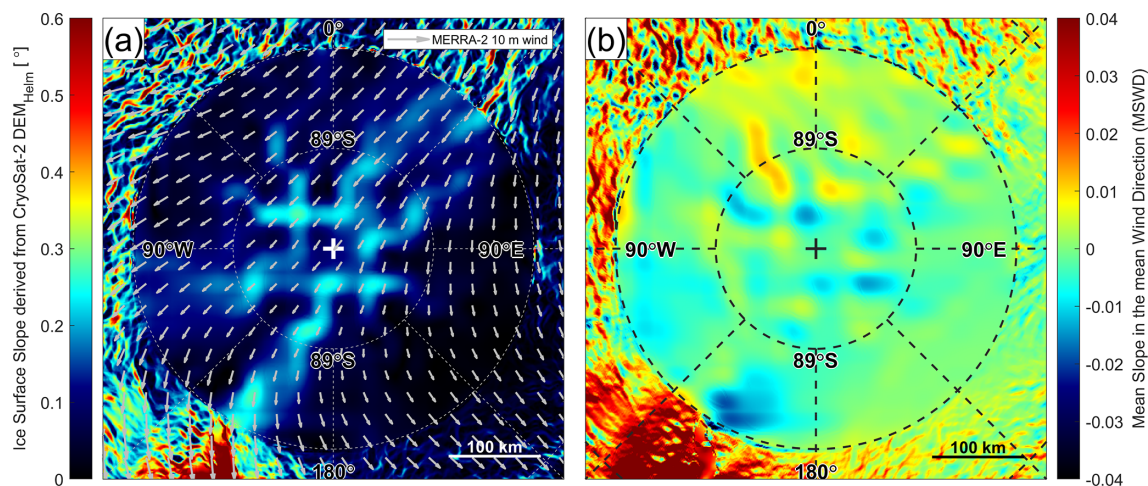 (a)
0°
MERRA-2 10 m wind
89°S
90°W
90°E
89°S
180°
100 km
0.6
0.5
0.4
0.3
0.2
0.1
0
Ice Surface Slope derived from CryoSat-2 DEM_Helm [°]
(b)
0°
89°S
90°W
90°E
89°S
180°
100 km
0.04
0.03
0.02
0.01
0
-0.01
-0.02
-0.03
-0.04
Mean Slope in the mean Wind Direction (MSWD)